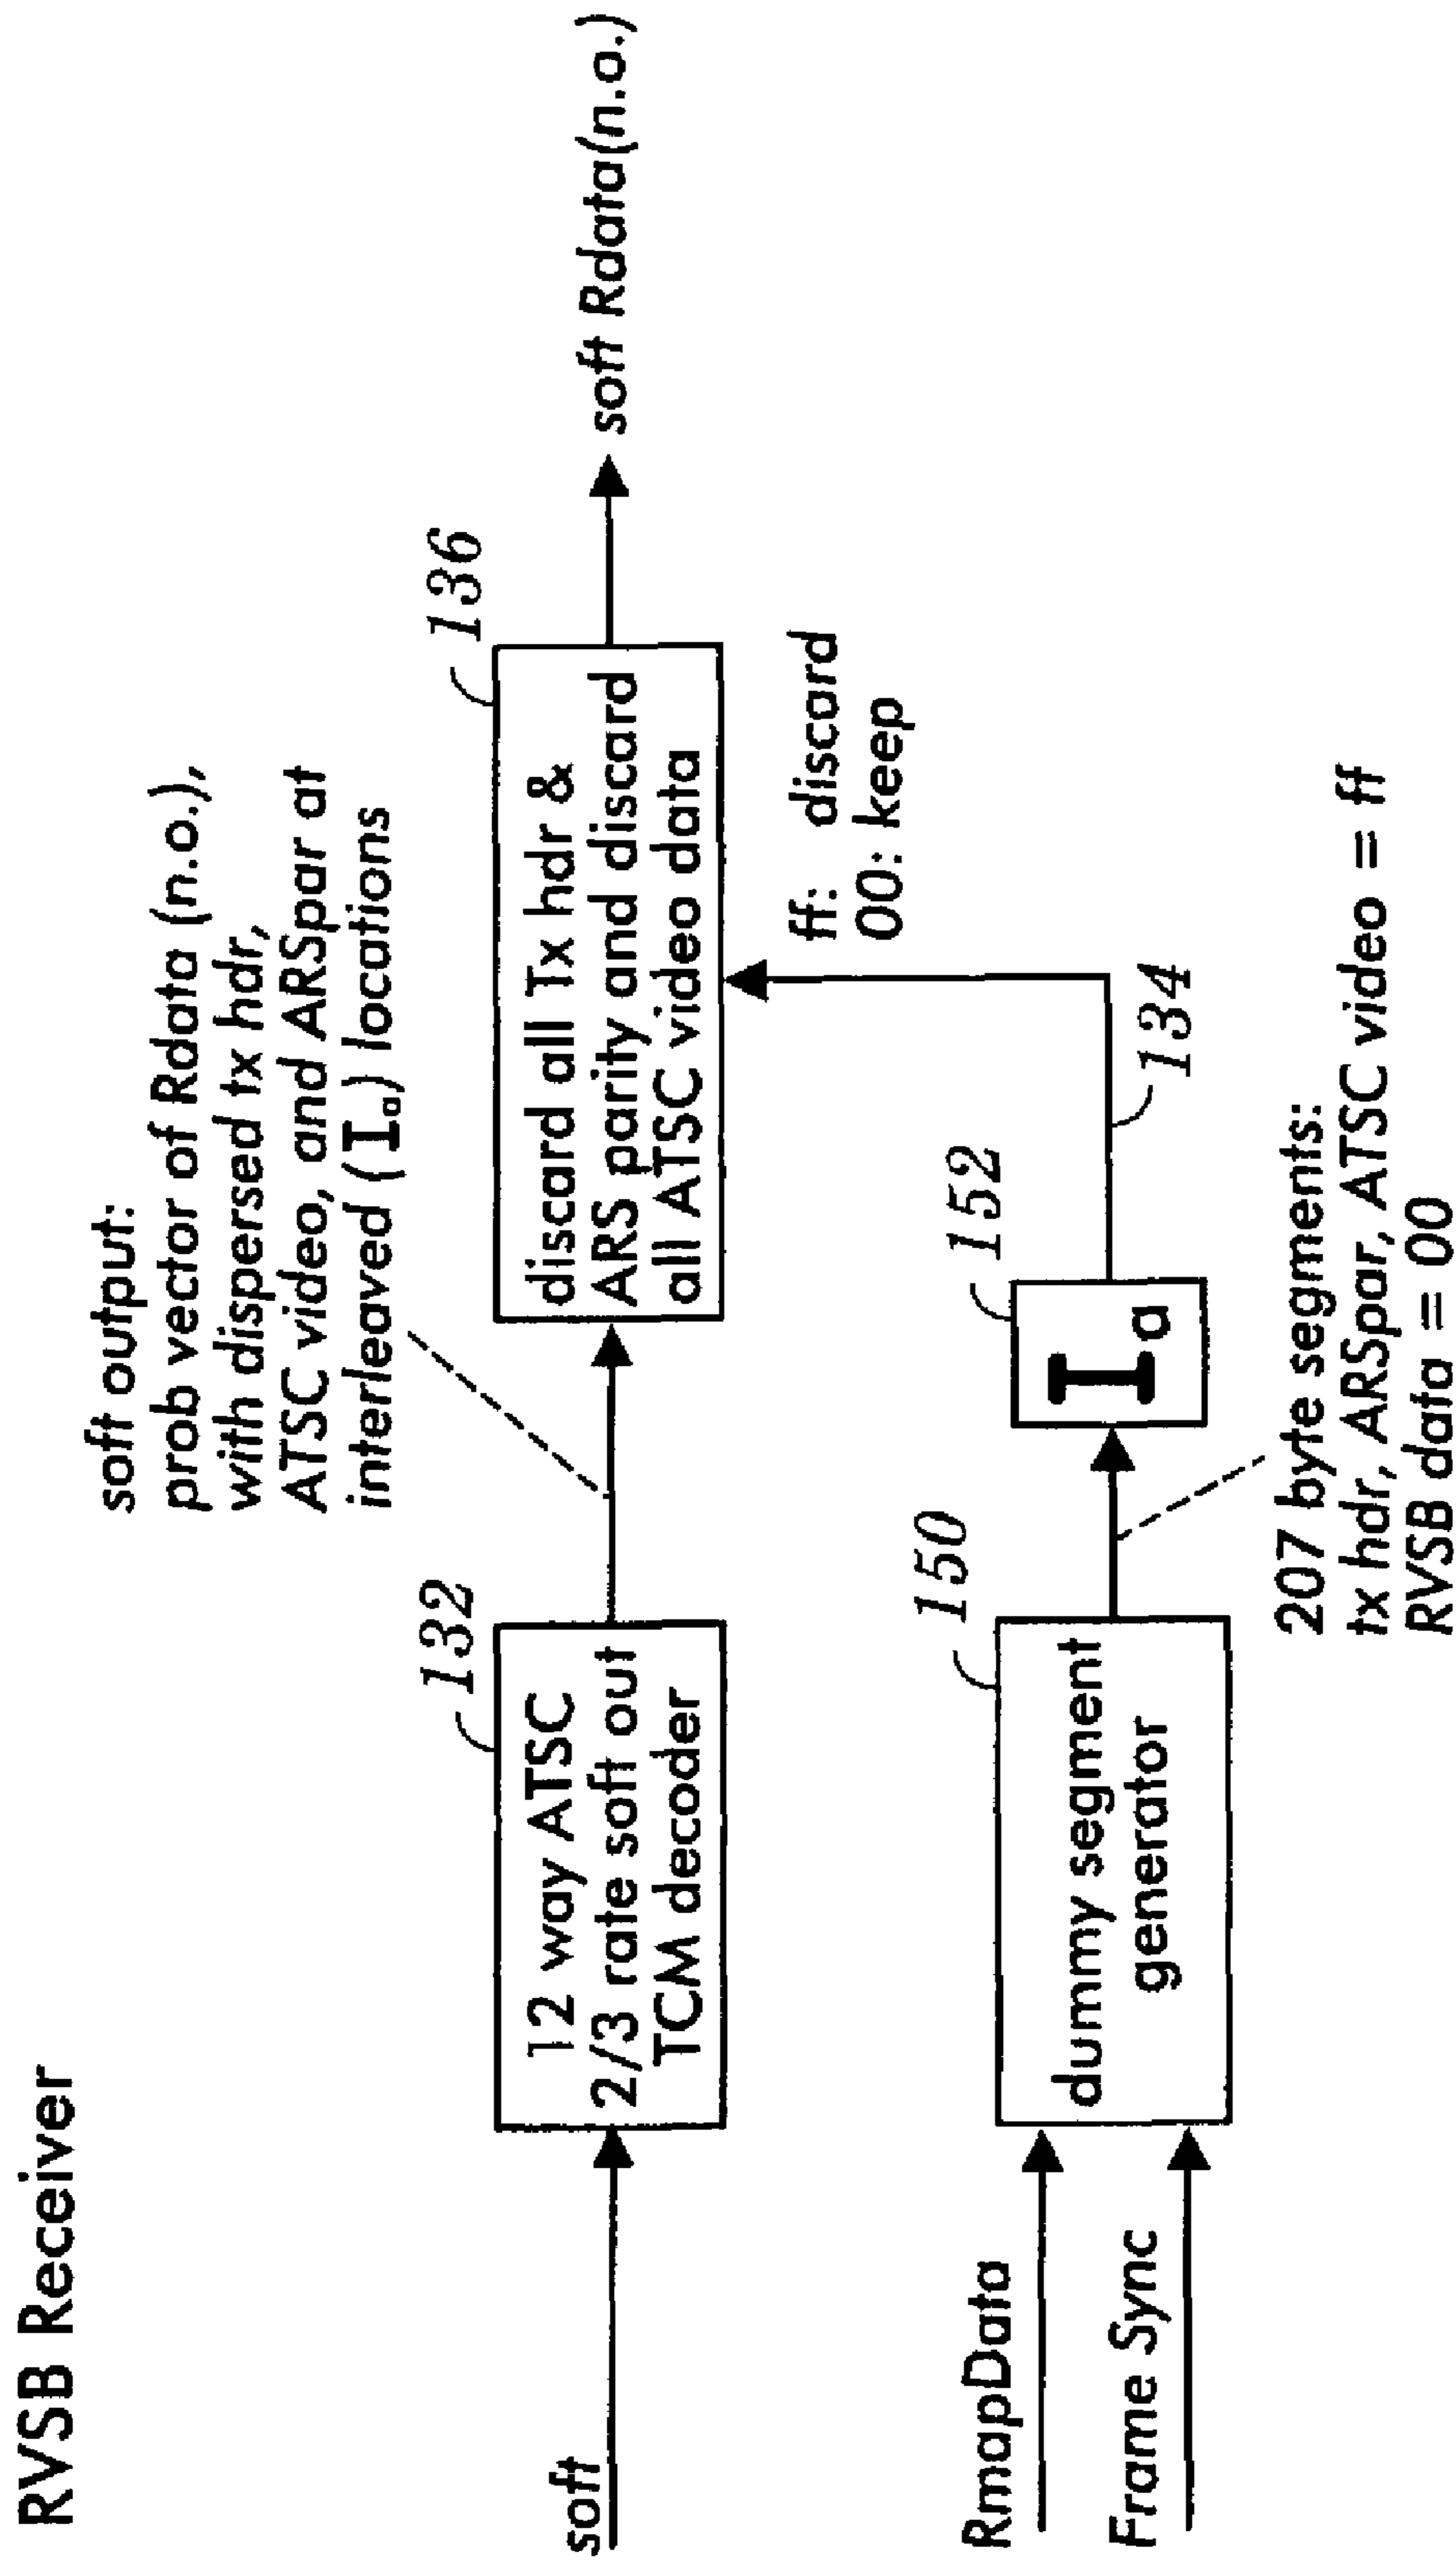 RVSB Receiver
soft output:
prob vector of Rdata (n.o.),
with dispersed tx hdr,
ATSC video, and ARSpar at
interleaved (Ia) locations
soft
132
12 way ATSC
2/3 rate soft out
TCM decoder
136
discard all Tx hdr &
ARS parity and discard
all ATSC video data
soft Rdata(n.o.)
ff: discard
00: keep
RmapData
Frame Sync
150
dummy segment
generator
152
Ia
134
207 byte segments:
tx hdr, ARSpar, ATSC video = ff
RVSB data = 00